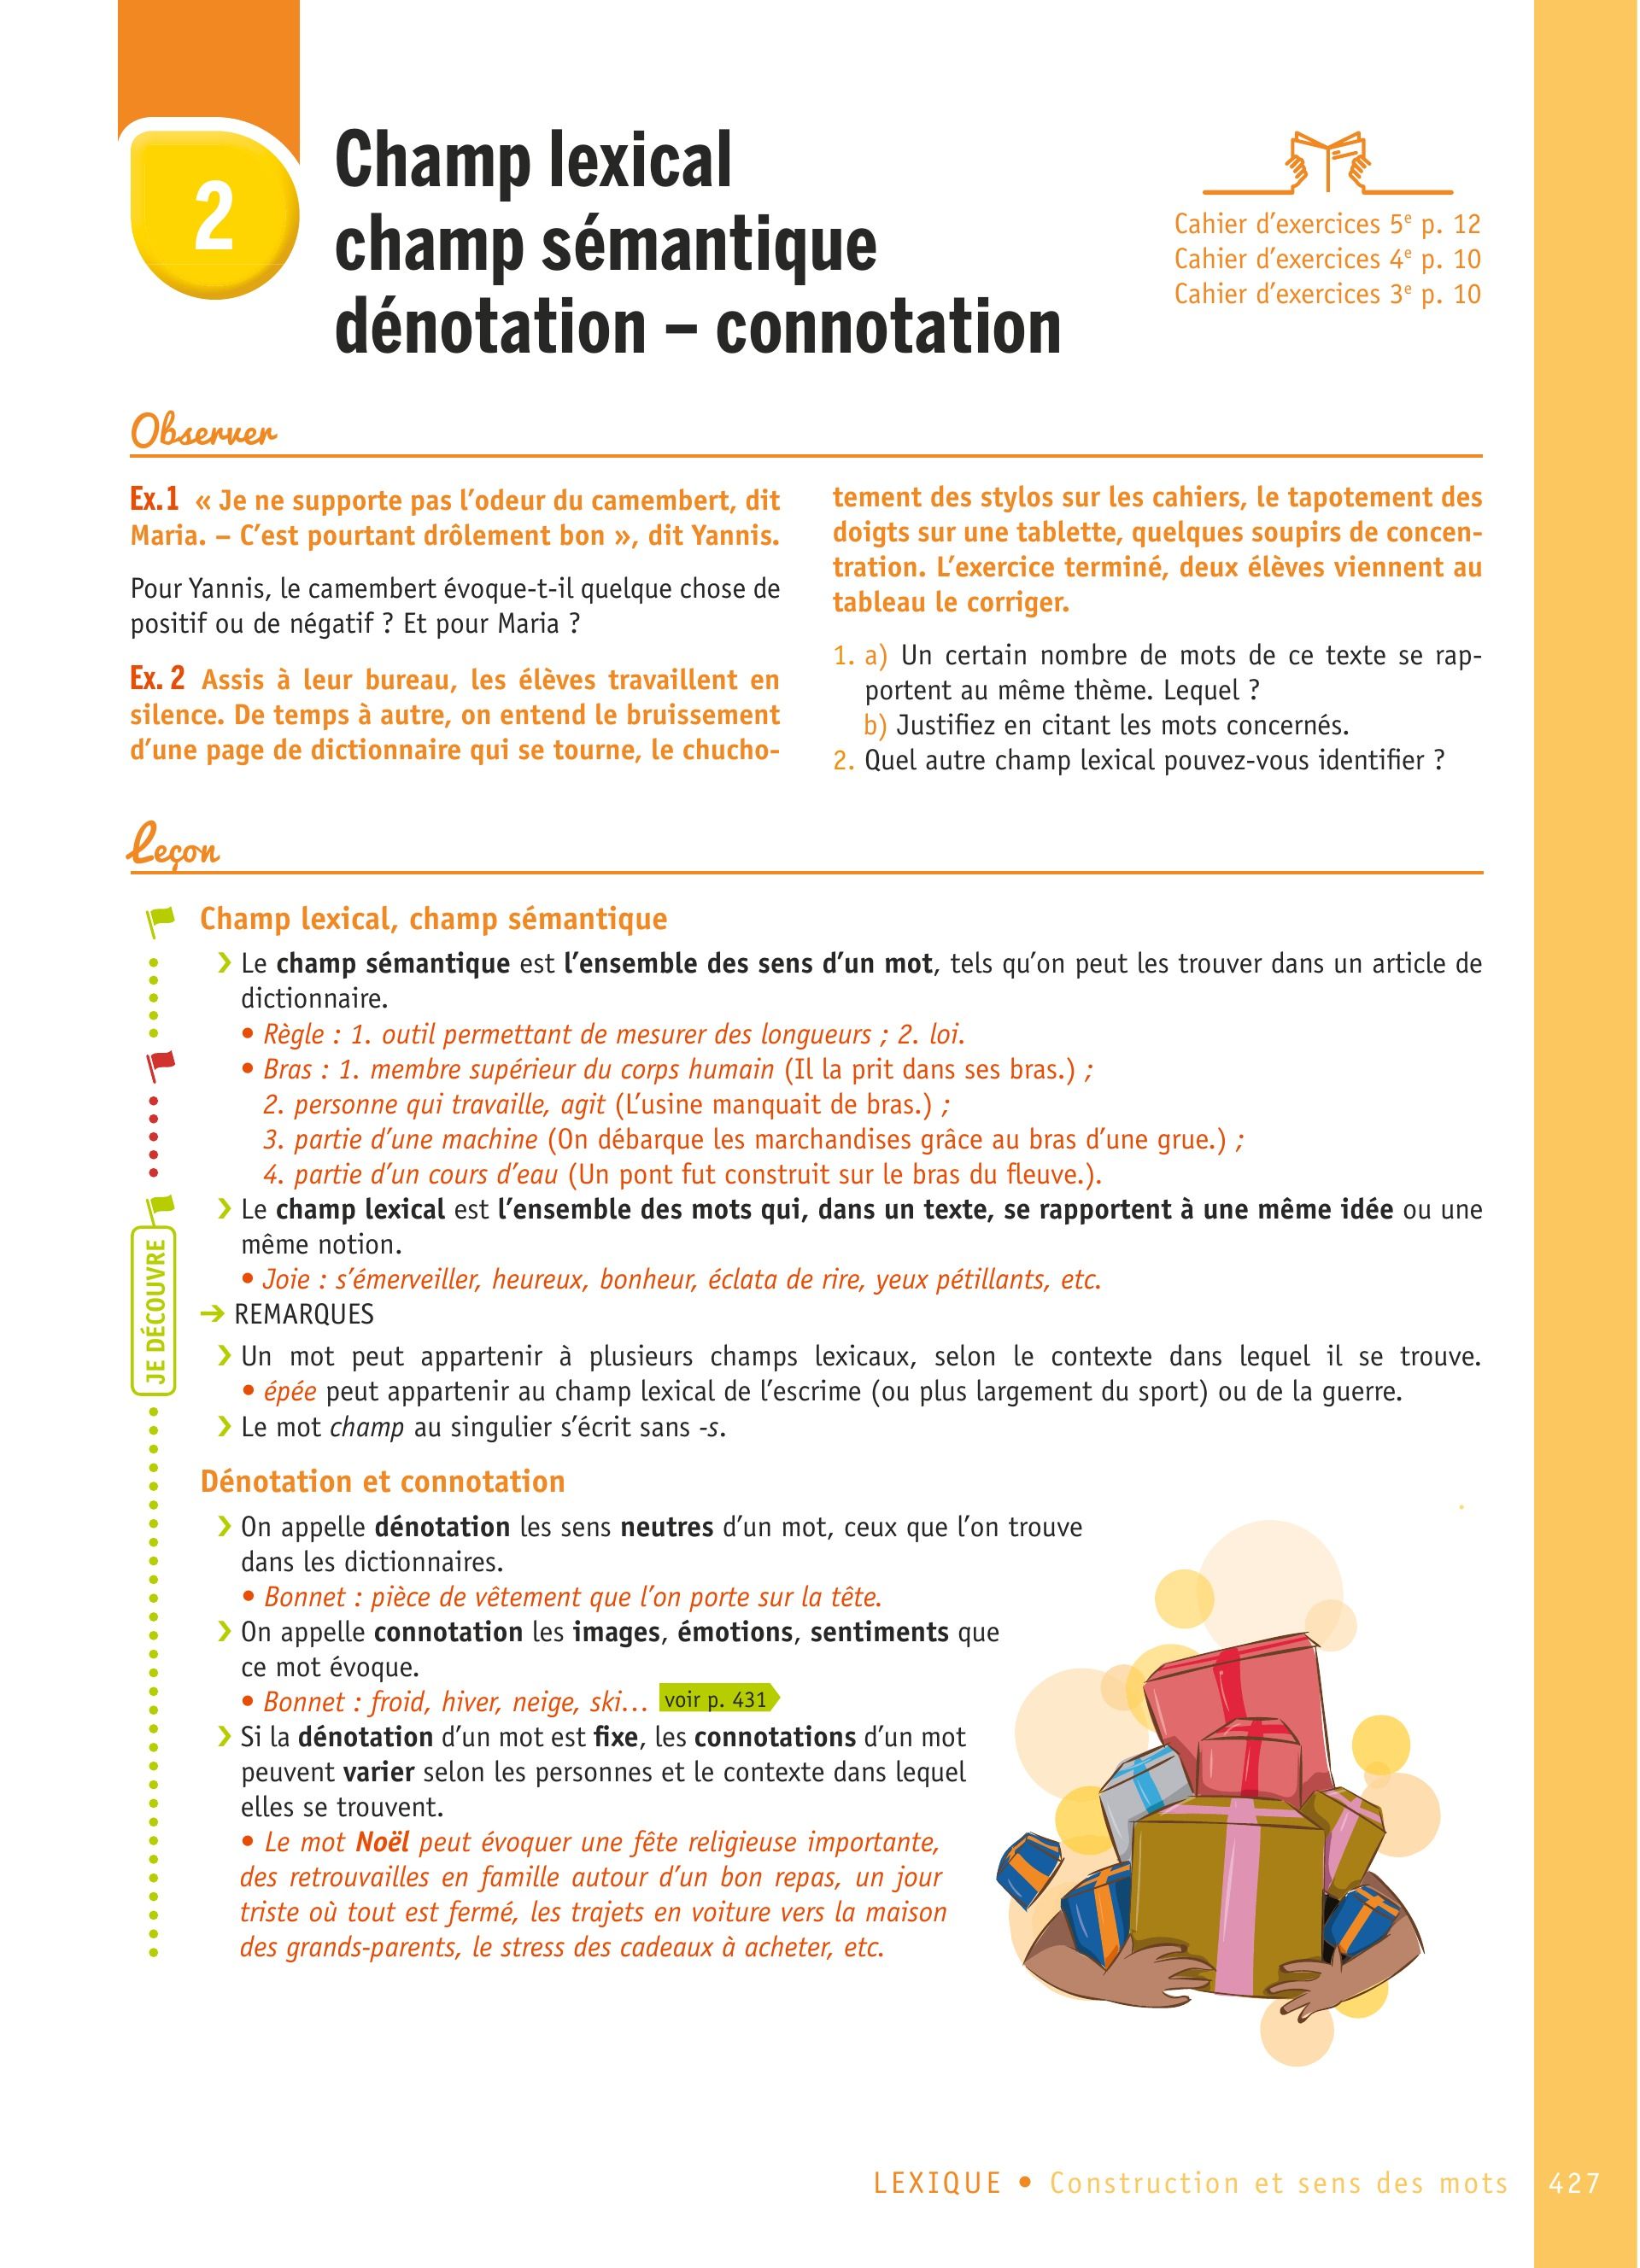 2
Champ lexical
champ sémantique
dénotation – connotation
Cahier d’exercices 5e p. 12
Cahier d’exercices 4e p. 10
Cahier d’exercices 3e p. 10
Observer
Ex. 1 « Je ne supporte pas l’odeur du camembert, dit
Maria. – C’est pourtant drôlement bon », dit Yannis.
Pour Yannis, le camembert évoque-t-il quelque chose de
positif ou de négatif ? Et pour Maria ?
Ex. 2 Assis à leur bureau, les élèves travaillent en
silence. De temps à autre, on entend le bruissement
d’une page de dictionnaire qui se tourne, le chucho-
tement des stylos sur les cahiers, le tapotement des
doigts sur une tablette, quelques soupirs de concen-
tration. L’exercice terminé, deux élèves viennent au
tableau le corriger.
1. a) Un certain nombre de mots de ce texte se rap-
portent au même thème. Lequel ?
b) Justifiez en citant les mots concernés.
2. Quel autre champ lexical pouvez-vous identifier ?
Leçon
Champ lexical, champ sémantique
› Le champ sémantique est l’ensemble des sens d’un mot, tels qu’on peut les trouver dans un article de
dictionnaire.
• Règle : 1. outil permettant de mesurer des longueurs ; 2. loi.
• Bras : 1. membre supérieur du corps humain (Il la prit dans ses bras.) ;
2. personne qui travaille, agit (L’usine manquait de bras.) ;
3. partie d’une machine (On débarque les marchandises grâce au bras d’une grue.) ;
4. partie d’un cours d’eau (Un pont fut construit sur le bras du fleuve.).
› Le champ lexical est l’ensemble des mots qui, dans un texte, se rapportent à une même idée ou une
même notion.
• Joie : s’émerveiller, heureux, bonheur, éclata de rire, yeux pétillants, etc.
→ REMARQUES
› Un mot peut appartenir à plusieurs champs lexicaux, selon le contexte dans lequel il se trouve.
• épée peut appartenir au champ lexical de l’escrime (ou plus largement du sport) ou de la guerre.
› Le mot champ au singulier s’écrit sans -s.
JE DÉCOUVRE
Dénotation et connotation
› On appelle dénotation les sens neutres d’un mot, ceux que l’on trouve
dans les dictionnaires.
• Bonnet : pièce de vêtement que l’on porte sur la tête.
› On appelle connotation les images, émotions, sentiments que
ce mot évoque.
• Bonnet : froid, hiver, neige, ski… voir p. 431
› Si la dénotation d’un mot est fixe, les connotations d’un mot
peuvent varier selon les personnes et le contexte dans lequel
elles se trouvent.
• Le mot Noël peut évoquer une fête religieuse importante,
des retrouvailles en famille autour d’un bon repas, un jour
triste où tout est fermé, les trajets en voiture vers la maison
des grands-parents, le stress des cadeaux à acheter, etc.
LEXIQUE • Construction et sens des mots 427